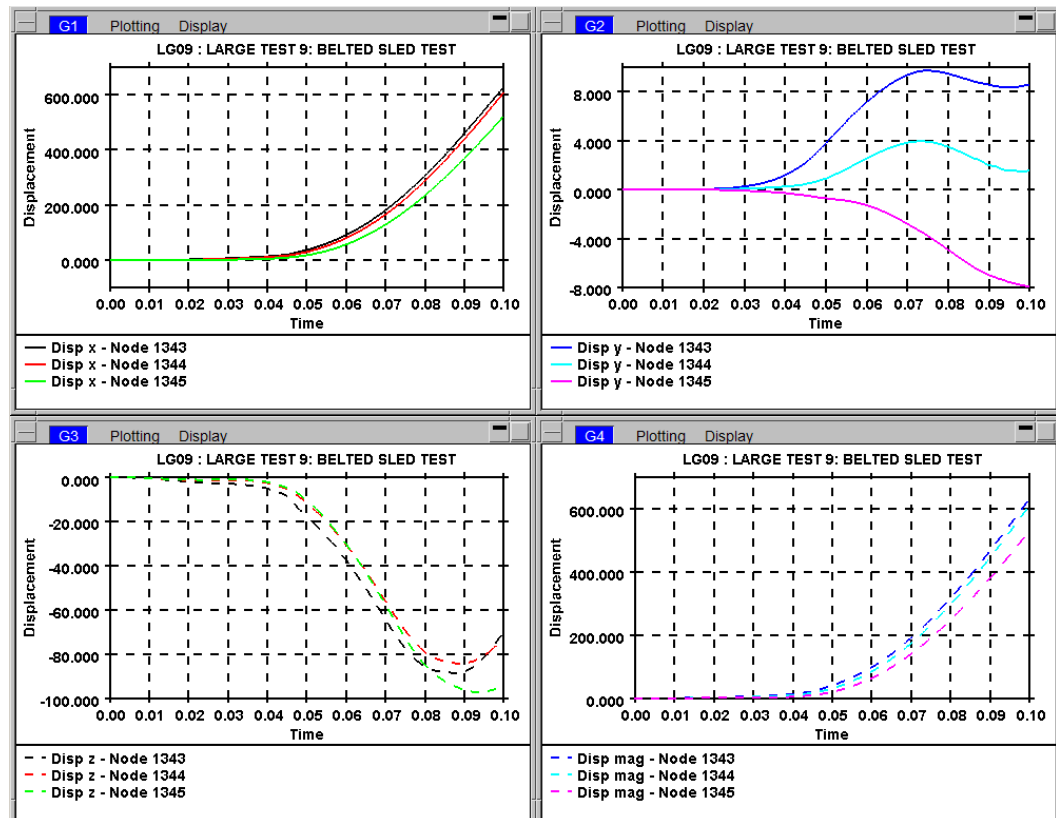 G1 Plotting Display
LG09 : LARGE TEST 9: BELTED SLED TEST
600.000
400.000
200.000
0.000
Displacement
0.00 0.01 0.02 0.03 0.04 0.05 0.06 0.07 0.08 0.09 0.10
Time
Disp x - Node 1343
Disp x - Node 1344
Disp x - Node 1345
G2 Plotting Display
LG09 : LARGE TEST 9: BELTED SLED TEST
8.000
4.000
0.000
-4.000
-8.000
Displacement
0.00 0.01 0.02 0.03 0.04 0.05 0.06 0.07 0.08 0.09 0.10
Time
Disp y - Node 1343
Disp y - Node 1344
Disp y - Node 1345
G3 Plotting Display
LG09 : LARGE TEST 9: BELTED SLED TEST
0.000
-20.000
-40.000
-60.000
-80.000
-100.000
Displacement
0.00 0.01 0.02 0.03 0.04 0.05 0.06 0.07 0.08 0.09 0.10
Time
Disp z - Node 1343
Disp z - Node 1344
Disp z - Node 1345
G4 Plotting Display
LG09 : LARGE TEST 9: BELTED SLED TEST
600.000
400.000
200.000
0.000
Displacement
0.00 0.01 0.02 0.03 0.04 0.05 0.06 0.07 0.08 0.09 0.10
Time
Disp mag - Node 1343
Disp mag - Node 1344
Disp mag - Node 1345